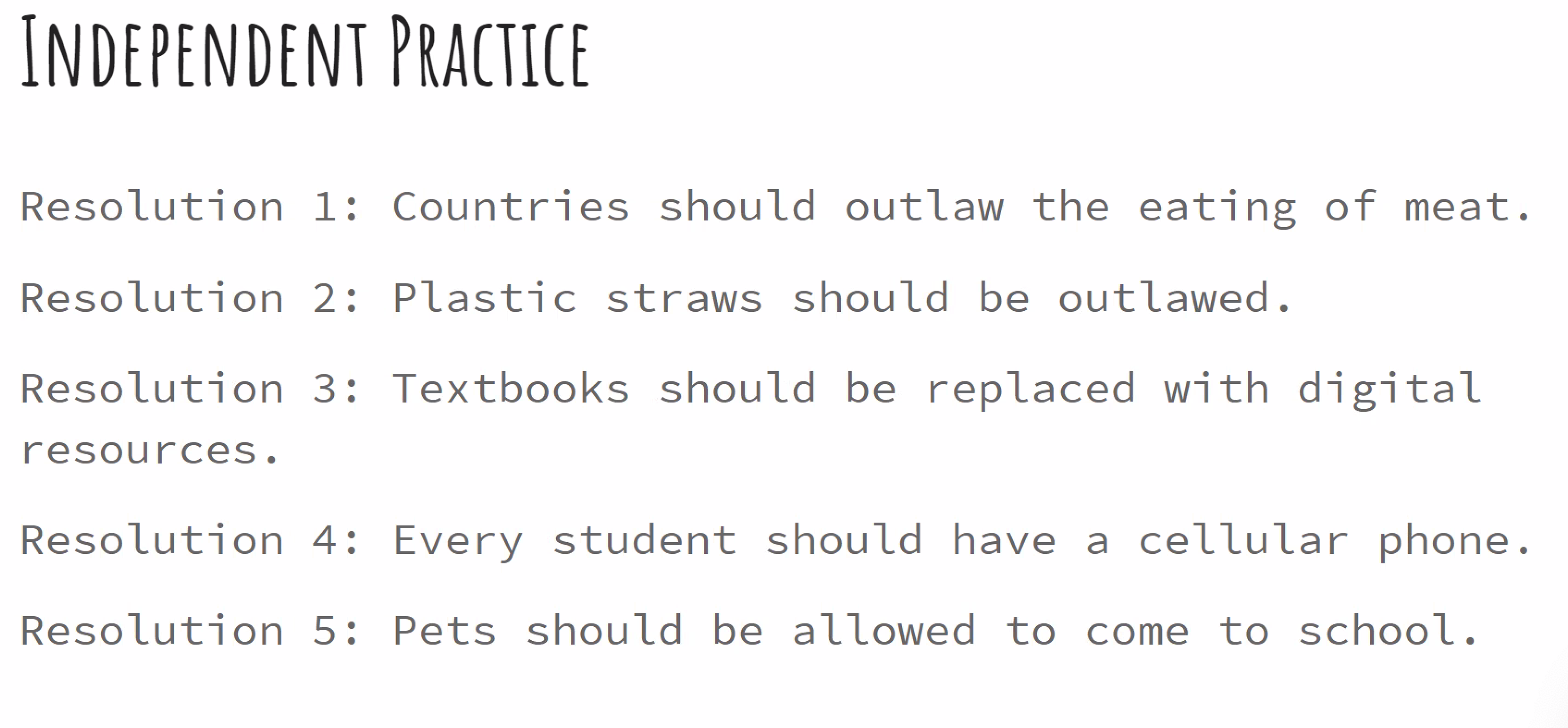 Independent Practice
Resolution 1: Countries should outlaw the eating of meat.
Resolution 2: Plastic straws should be outlawed.
Resolution 3: Textbooks should be replaced with digital
resources.
Resolution 4: Every student should have a cellular phone.
Resolution 5: Pets should be allowed to come to school.